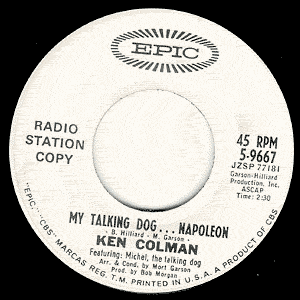 EPIC
RADIO
STATION
COPY
45 RPM
5-9667
JZSP 77181
Garson-Hilliard
Production, Inc.
ASCAP
Time: 2:30
MY TALKING DOG... NAPOLEON
- B. Hilliard - M. Garson -
KEN COLMAN
Featuring: Michel, the talking dog
Arr. & Cond. by Mort Garson
Prod. by Bob Morgan
"EPIC," "CBS" MARCAS REG. T.M. PRINTED IN U.S.A. A PRODUCT OF CBS